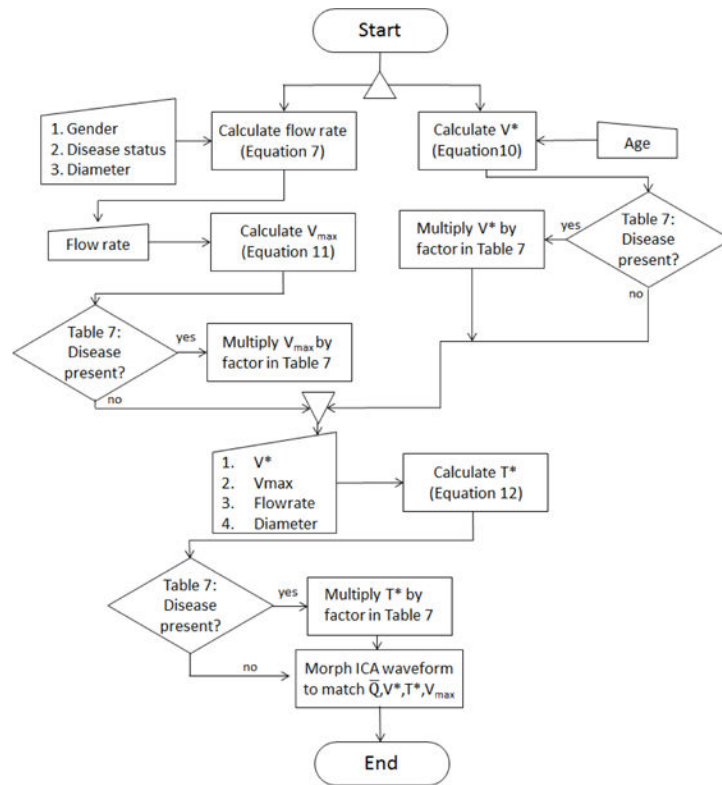 Start
1. Gender
2. Disease status
3. Diameter
Calculate flow rate
(Equation 7)
Calculate V*
(Equation10)
Age
Flow rate
Calculate Vmax
(Equation 11)
Multiply V* by
factor in Table 7
yes
Table 7:
Disease
present?
no
Table 7:
Disease
present?
yes
Multiply Vmax by
factor in Table 7
no
1. V*
2. Vmax
3. Flowrate
4. Diameter
Calculate T*
(Equation 12)
Table 7:
Disease
present?
yes
Multiply T* by
factor in Table 7
no
Morph ICA waveform
to match Q̅,V*,T*,Vmax
End